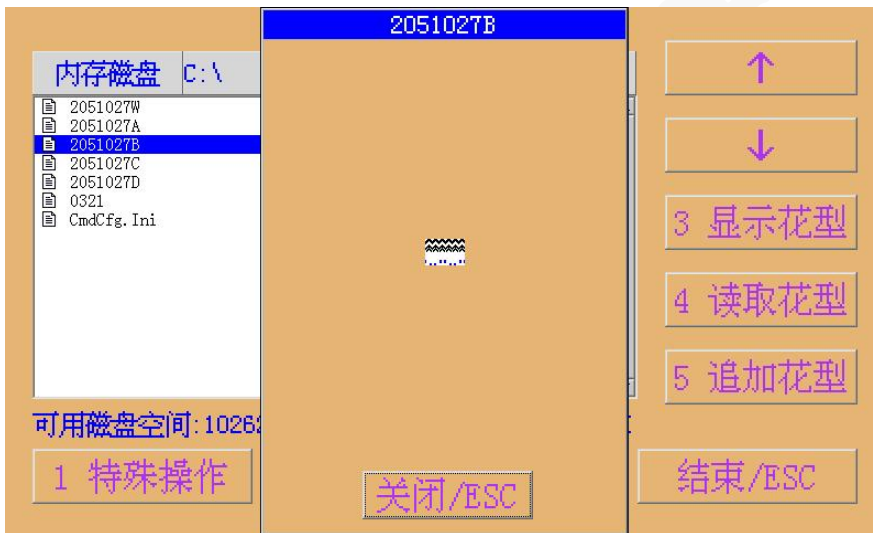 2051027B
内存磁盘 C:\
2051027W
2051027A
2051027B
2051027C
2051027D
0321
CmdCfg.Ini
↑
↓
3 显示花型
4 读取花型
5 追加花型
可用磁盘空间:1026
1 特殊操作
关闭/ESC
结束/ESC